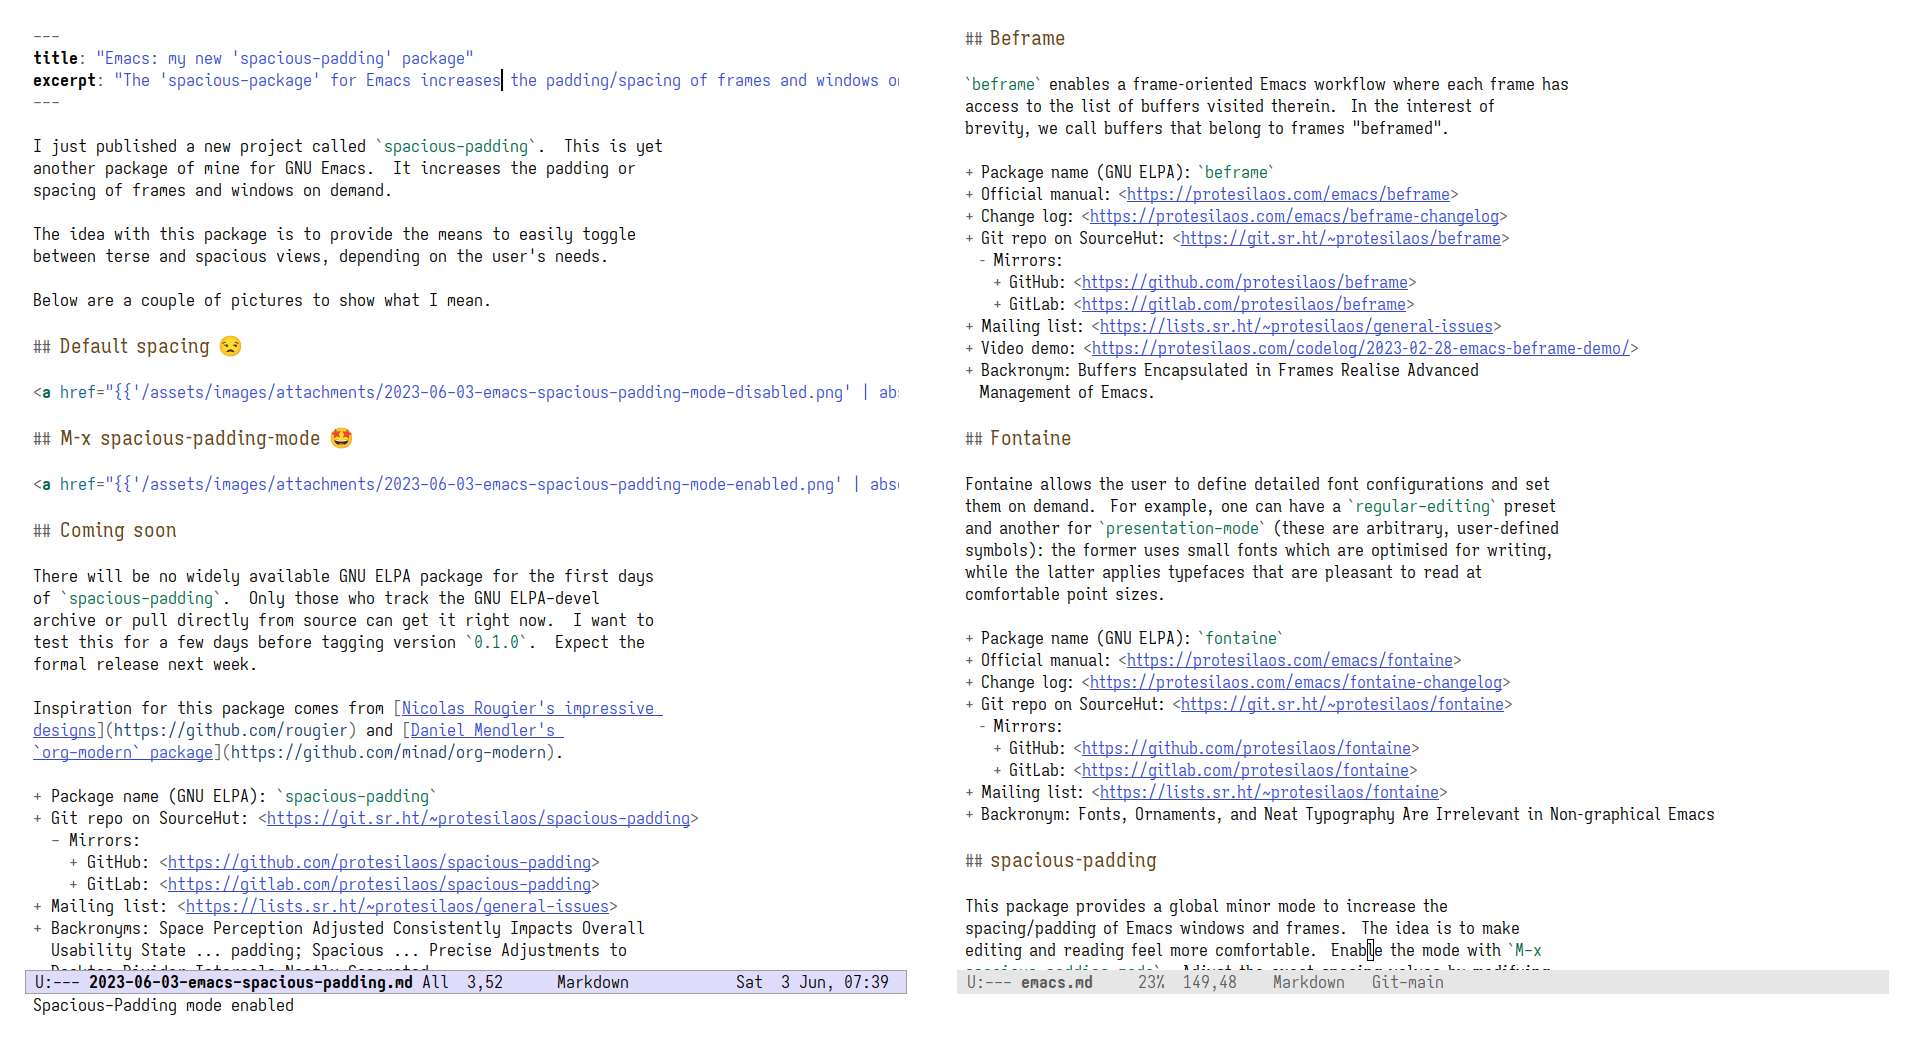 ---
title: "Emacs: my new 'spacious-padding' package"
excerpt: "The 'spacious-package' for Emacs increases the padding/spacing of frames and windows
---

I just published a new project called `spacious-padding`.  This is yet
another package of mine for GNU Emacs.  It increases the padding or
spacing of frames and windows on demand.

The idea with this package is to provide the means to easily toggle
between terse and spacious views, depending on the user's needs.

Below are a couple of pictures to show what I mean.

## Default spacing 😒

<a href="{{'/assets/images/attachments/2023-06-03-emacs-spacious-padding-mode-disabled.png' |

## M-x spacious-padding-mode 🤩

<a href="{{'/assets/images/attachments/2023-06-03-emacs-spacious-padding-mode-enabled.png' |

## Coming soon

There will be no widely available GNU ELPA package for the first days
of `spacious-padding`.  Only those who track the GNU ELPA-devel
archive or pull directly from source can get it right now.  I want to
test this for a few days before tagging version `0.1.0`.  Expect the
formal release next week.

Inspiration for this package comes from [Nicolas Rougier's impressive
designs](https://github.com/rougier) and [Daniel Mendler's
`org-modern` package](https://github.com/minad/org-modern).

+ Package name (GNU ELPA): `spacious-padding`
+ Git repo on SourceHut: <https://git.sr.ht/~protesilaos/spacious-padding>
  - Mirrors:
    + GitHub: <https://github.com/protesilaos/spacious-padding>
    + GitLab: <https://gitlab.com/protesilaos/spacious-padding>
+ Mailing list: <https://lists.sr.ht/~protesilaos/general-issues>
+ Backronyms: Space Perception Adjusted Consistently Impacts Overall
  Usability State ... padding; Spacious ... Precise Adjustments to
U:--- 2023-06-03-emacs-spacious-padding.md All  3,52      Markdown            Sat  3 Jun, 07:39
Spacious-Padding mode enabled

## Beframe

`beframe` enables a frame-oriented Emacs workflow where each frame has
access to the list of buffers visited therein.  In the interest of
brevity, we call buffers that belong to frames "beframed".

+ Package name (GNU ELPA): `beframe`
+ Official manual: <https://protesilaos.com/emacs/beframe>
+ Change log: <https://protesilaos.com/emacs/beframe-changelog>
+ Git repo on SourceHut: <https://git.sr.ht/~protesilaos/beframe>
  - Mirrors:
    + GitHub: <https://github.com/protesilaos/beframe>
    + GitLab: <https://gitlab.com/protesilaos/beframe>
+ Mailing list: <https://lists.sr.ht/~protesilaos/general-issues>
+ Video demo: <https://protesilaos.com/codelog/2023-02-28-emacs-beframe-demo/>
+ Backronym: Buffers Encapsulated in Frames Realise Advanced
  Management of Emacs.

## Fontaine

Fontaine allows the user to define detailed font configurations and set
them on demand.  For example, one can have a `regular-editing` preset
and another for `presentation-mode` (these are arbitrary, user-defined
symbols): the former uses small fonts which are optimised for writing,
while the latter applies typefaces that are pleasant to read at
comfortable point sizes.

+ Package name (GNU ELPA): `fontaine`
+ Official manual: <https://protesilaos.com/emacs/fontaine>
+ Change log: <https://protesilaos.com/emacs/fontaine-changelog>
+ Git repo on SourceHut: <https://git.sr.ht/~protesilaos/fontaine>
  - Mirrors:
    + GitHub: <https://github.com/protesilaos/fontaine>
    + GitLab: <https://gitlab.com/protesilaos/fontaine>
+ Mailing list: <https://lists.sr.ht/~protesilaos/fontaine>
+ Backronym: Fonts, Ornaments, and Neat Typography Are Irrelevant in Non-graphical Emacs

## spacious-padding

This package provides a global minor mode to increase the
spacing/padding of Emacs windows and frames.  The idea is to make
editing and reading feel more comfortable.  Enable the mode with `M-x
U:--- emacs.md     23%  149,48    Markdown   Git-main